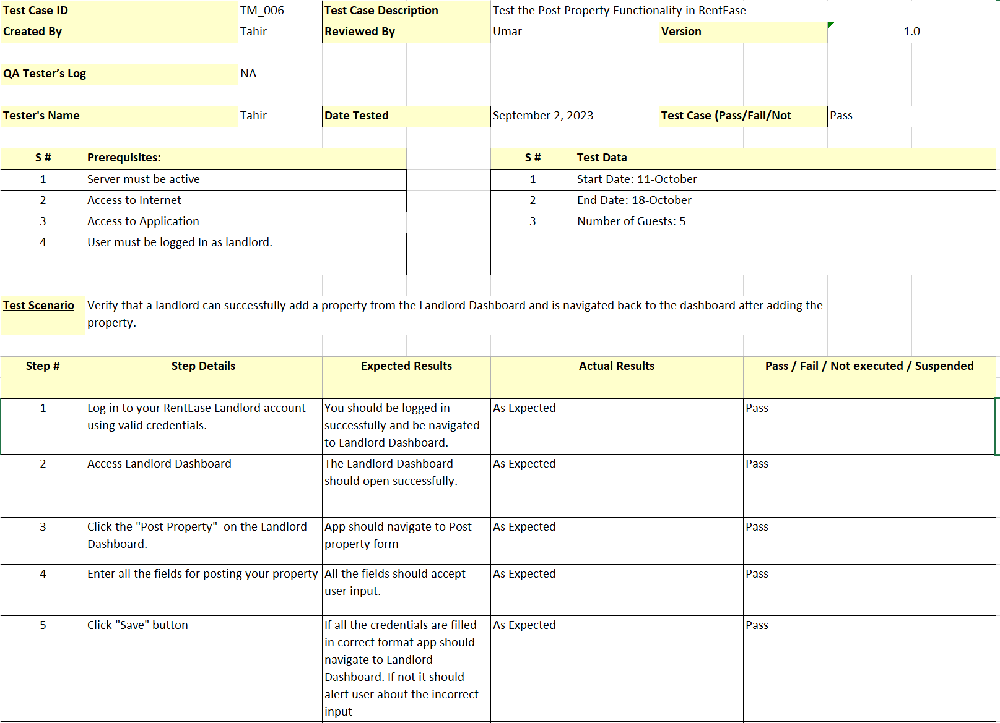 Test Case ID TM_006 Test Case Description Test the Post Property Functionality in RentEase
Created By Tahir Reviewed By Umar Version 1.0
QA Tester’s Log NA
Tester's Name Tahir Date Tested September 2, 2023 Test Case (Pass/Fail/Not Pass
S # Prerequisites: S # Test Data
1 Server must be active 1 Start Date: 11-October
2 Access to Internet 2 End Date: 18-October
3 Access to Application 3 Number of Guests: 5
4 User must be logged In as landlord.
Test Scenario Verify that a landlord can successfully add a property from the Landlord Dashboard and is navigated back to the dashboard after adding the
property.
Step # Step Details Expected Results Actual Results Pass / Fail / Not executed / Suspended
1 Log in to your RentEase Landlord account You should be logged in As Expected Pass
using valid credentials. successfully and be navigated
to Landlord Dashboard.
2 Access Landlord Dashboard The Landlord Dashboard As Expected Pass
should open successfully.
3 Click the "Post Property"  on the Landlord App should navigate to Post As Expected Pass
Dashboard. property form
4 Enter all the fields for posting your property All the fields should accept As Expected Pass
user input.
5 Click "Save" button If all the credentials are filled As Expected Pass
in correct format app should
navigate to Landlord
Dashboard. If not it should
alert user about the incorrect
input